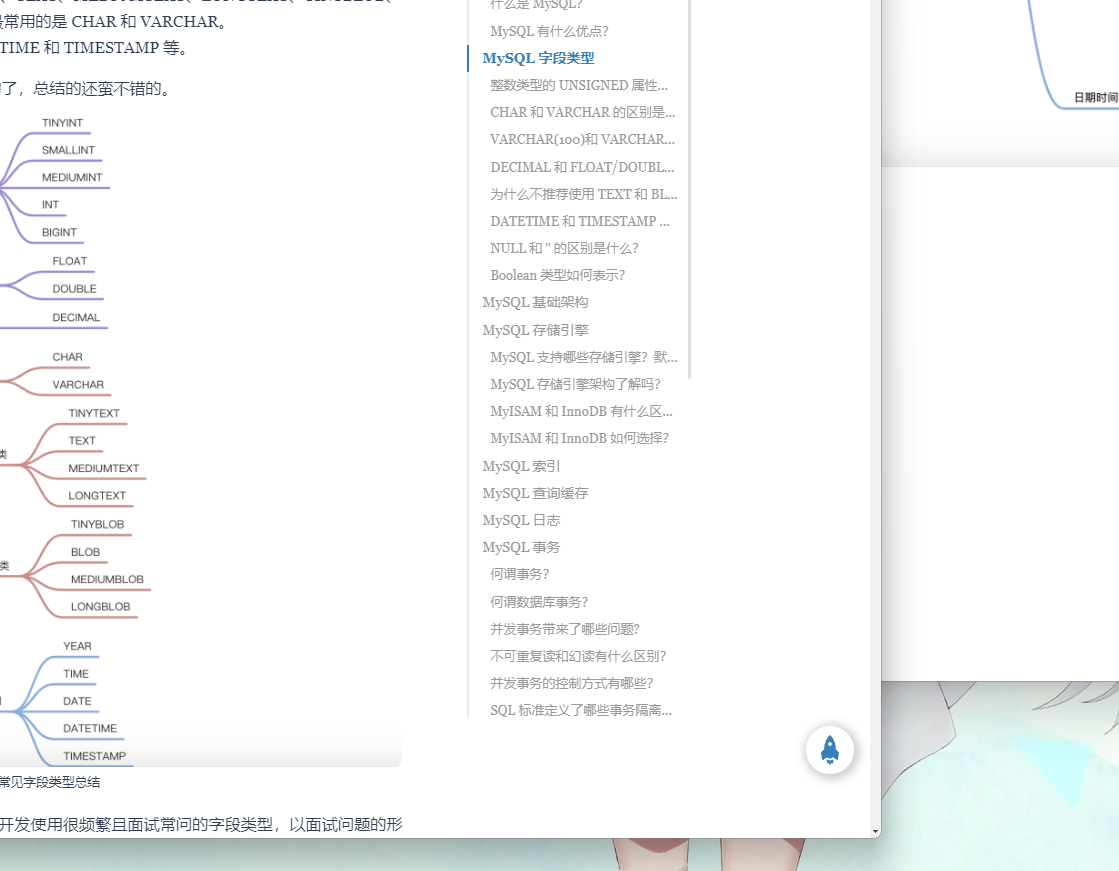 常用的是 CHAR 和 VARCHAR。
TIME 和 TIMESTAMP 等。
了，总结的还蛮不错的。
TINYINT
SMALLINT
MEDIUMINT
INT
BIGINT
FLOAT
DOUBLE
DECIMAL
CHAR
VARCHAR
TINYTEXT
TEXT
类
MEDIUMTEXT
LONGTEXT
TINYBLOB
BLOB
类
MEDIUMBLOB
LONGBLOB
YEAR
TIME
DATE
DATETIME
TIMESTAMP
常见字段类型总结
开发使用很频繁且面试常问的字段类型，以面试问题的形
什么是 MySQL?
MySQL 有什么优点?
MySQL 字段类型
整数类型的 UNSIGNED 属性...
CHAR 和 VARCHAR 的区别是...
VARCHAR(100)和 VARCHAR...
DECIMAL 和 FLOAT/DOUBL...
为什么不推荐使用 TEXT 和 BL...
DATETIME 和 TIMESTAMP ...
NULL 和 '' 的区别是什么?
Boolean 类型如何表示?
MySQL 基础架构
MySQL 存储引擎
MySQL 支持哪些存储引擎？默...
MySQL 存储引擎架构了解吗?
MyISAM 和 InnoDB 有什么区...
MyISAM 和 InnoDB 如何选择?
MySQL 索引
MySQL 查询缓存
MySQL 日志
MySQL 事务
何谓事务?
何谓数据库事务?
并发事务带来了哪些问题?
不可重复读和幻读有什么区别?
并发事务的控制方式有哪些?
SQL 标准定义了哪些事务隔离...
日期时间